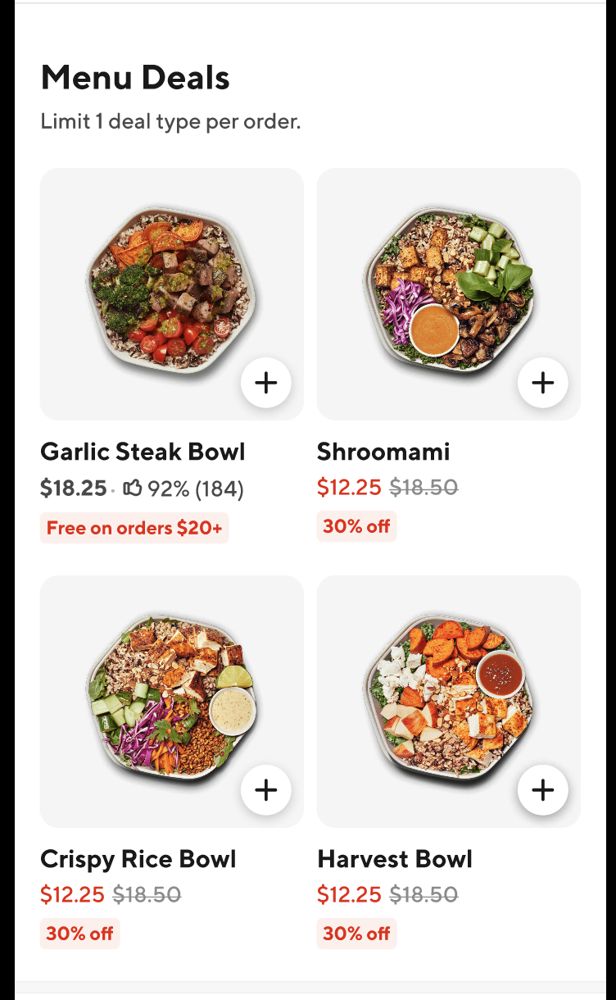 Menu Deals
Limit 1 deal type per order.
Garlic Steak Bowl
$18.25 · 92% (184)
Free on orders $20+
Shroomami
$12.25 $18.50
30% off
Crispy Rice Bowl
$12.25 $18.50
30% off
Harvest Bowl
$12.25 $18.50
30% off